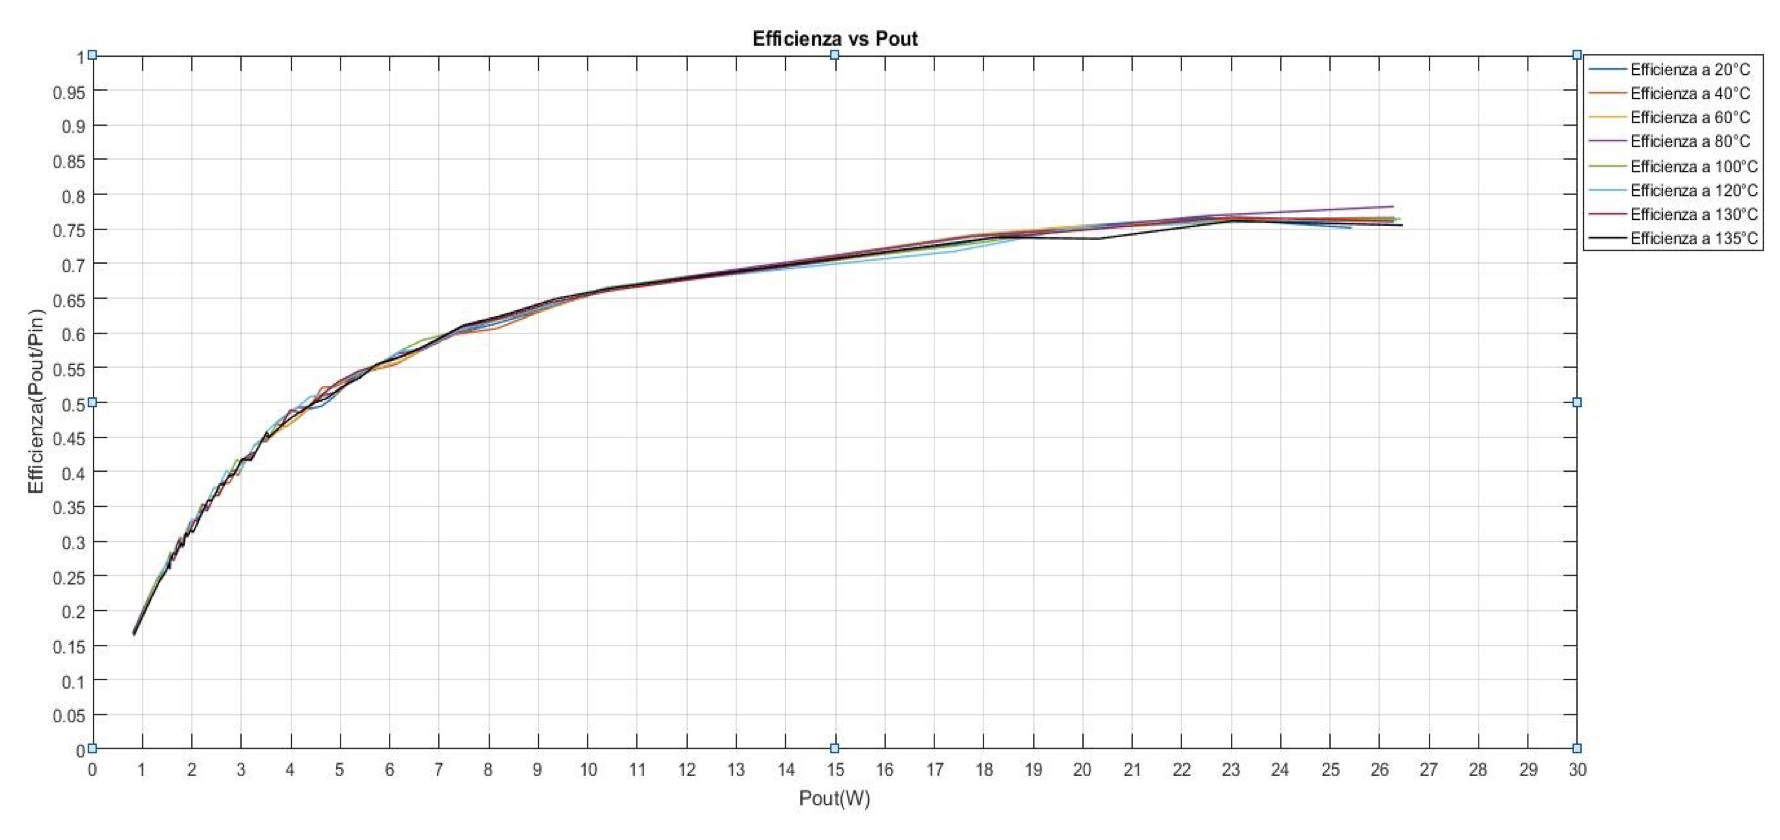 Efficienza vs Pout
Efficienza(Pout/Pin)
1
0.95
0.9
0.85
0.8
0.75
0.7
0.65
0.6
0.55
0.5
0.45
0.4
0.35
0.3
0.25
0.2
0.15
0.1
0.05
0
0 1 2 3 4 5 6 7 8 9 10 11 12 13 14 15 16 17 18 19 20 21 22 23 24 25 26 27 28 29 30
Pout(W)
Efficienza a 20°C
Efficienza a 40°C
Efficienza a 60°C
Efficienza a 80°C
Efficienza a 100°C
Efficienza a 120°C
Efficienza a 130°C
Efficienza a 135°C